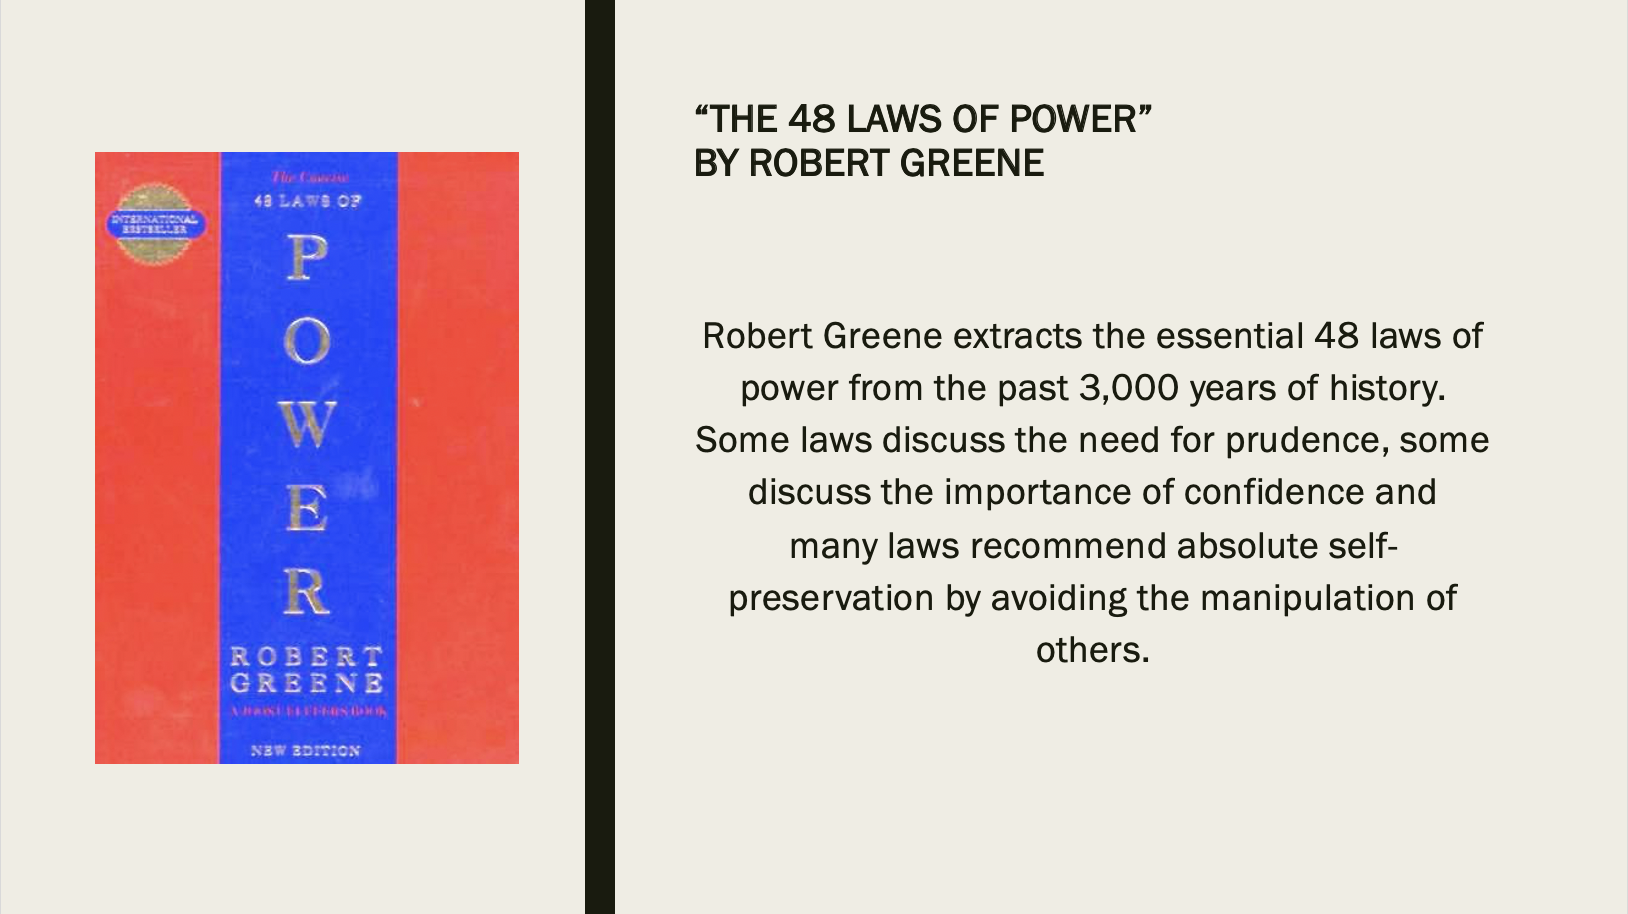 The Concise
48 LAWS OF
INTERNATIONAL
BESTSELLER
P
O
W
E
R
ROBERT
GREENE
A JOOST ELFFERS BOOK
NEW EDITION
“THE 48 LAWS OF POWER”
BY ROBERT GREENE
Robert Greene extracts the essential 48 laws of
power from the past 3,000 years of history.
Some laws discuss the need for prudence, some
discuss the importance of confidence and
many laws recommend absolute self-
preservation by avoiding the manipulation of
others.